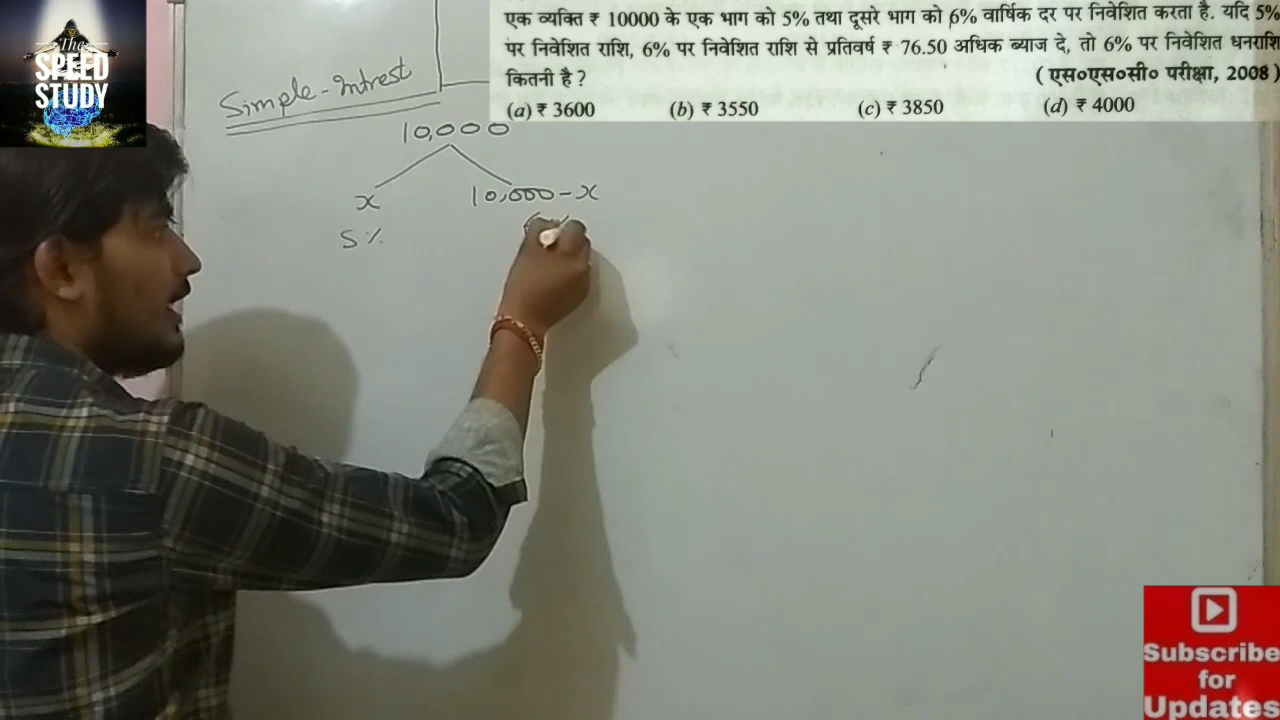 The
SPEED
STUDY
एक व्यक्ति ₹ 10000 के एक भाग को 5% तथा दूसरे भाग को 6% वार्षिक दर पर निवेशित करता है. यदि 5%
पर निवेशित राशि, 6% पर निवेशित राशि से प्रतिवर्ष ₹ 76.50 अधिक ब्याज दे, तो 6% पर निवेशित धनराशि
कितनी है ?
( एस०एस०सी० परीक्षा, 2008 )
(a) ₹ 3600 (b) ₹ 3550 (c) ₹ 3850 (d) ₹ 4000
Simple-Intrest
10,000
x 10,000-x
5%
Subscribe
for
Updates